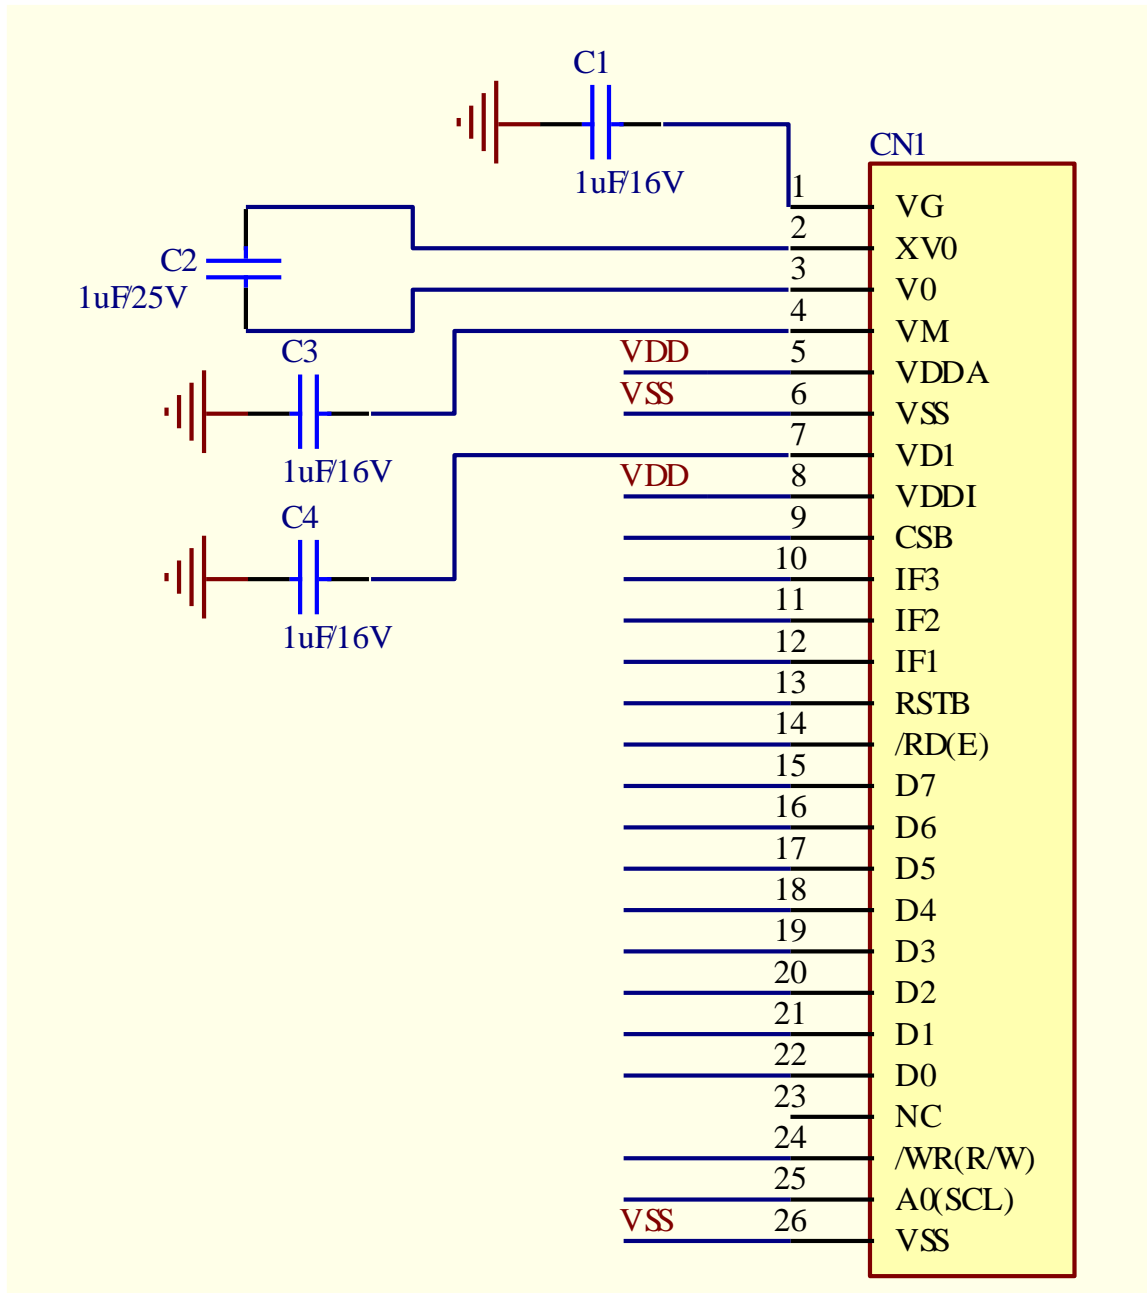 C1
1uF/16V
CN1
1 VG
2 XV0
C2
1uF/25V
3 V0
4 VM
C3
1uF/16V
VDD 5 VDDA
VSS 6 VSS
7 VD1
VDD 8 VDDI
C4
1uF/16V
9 CSB
10 IF3
11 IF2
12 IF1
13 RSTB
14 /RD(E)
15 D7
16 D6
17 D5
18 D4
19 D3
20 D2
21 D1
22 D0
23 NC
24 /WR(R/W)
25 A0(SCL)
VSS 26 VSS